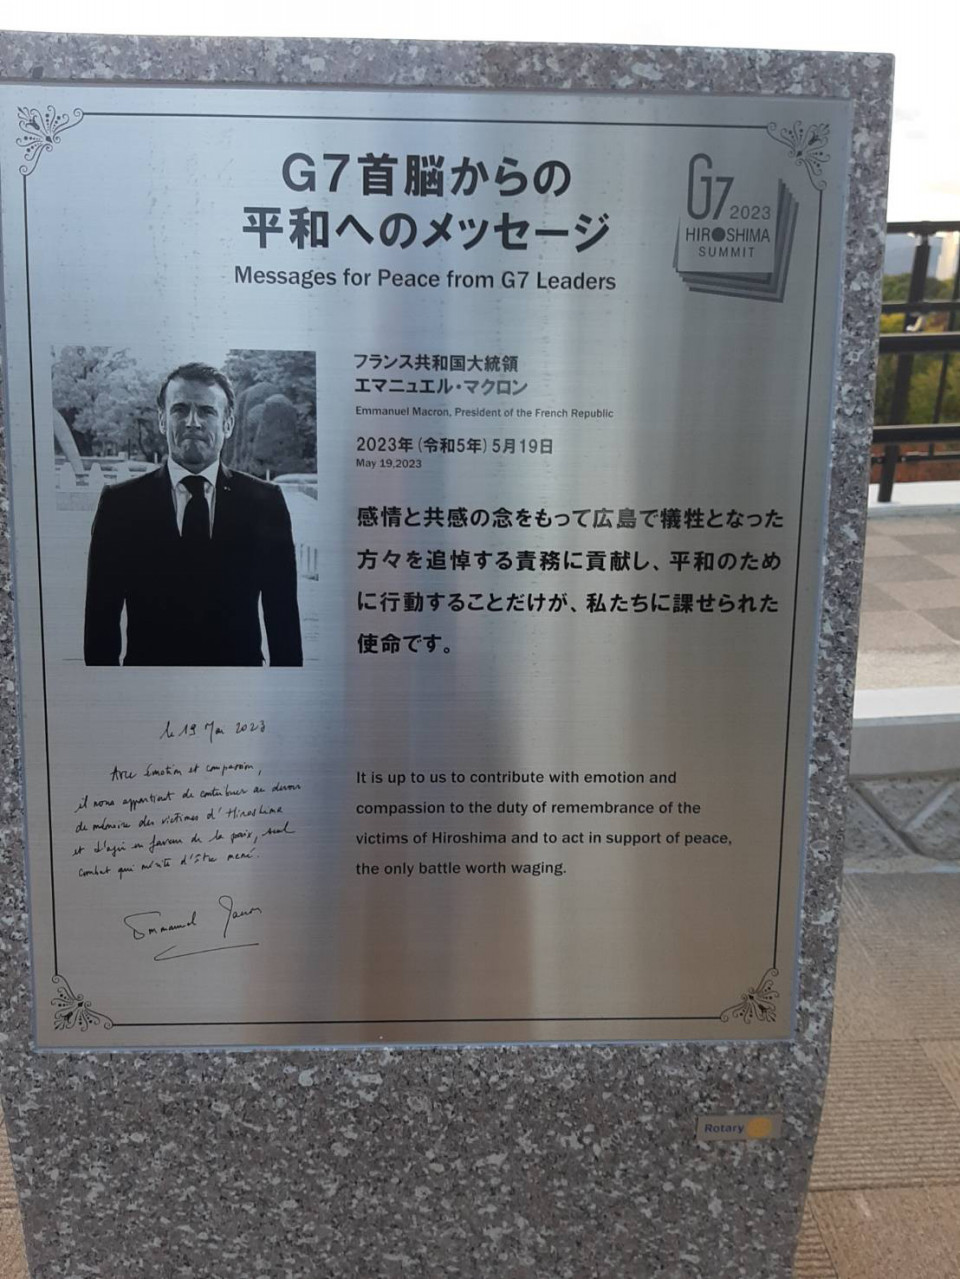 G7首脳からの
平和へのメッセージ
Messages for Peace from G7 Leaders
G7 2023
HIROSHIMA
SUMMIT
フランス共和国大統領
エマニュエル・マクロン
Emmanuel Macron, President of the French Republic
2023年(令和5年)5月19日
May 19,2023
感情と共感の念をもって広島で犠牲となった
方々を追悼する責務に貢献し、平和のため
に行動することだけが、私たちに課せられた
使命です。
le 19 Mai 2023
Avec émotion et compassion,
il nous appartient de contribuer au devoir
de mémoire des victimes d'Hiroshima
et d'agir en faveur de la paix, seul
combat qui mérite d'être mené.
Emmanuel Macron
It is up to us to contribute with emotion and
compassion to the duty of remembrance of the
victims of Hiroshima and to act in support of peace,
the only battle worth waging.
Rotary